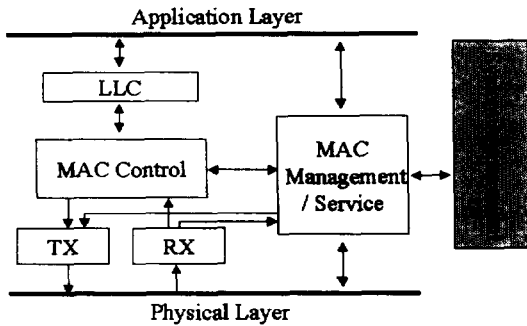 Application Layer
LLC
MAC Control
MAC
Management
/ Service
TX
RX
Physical Layer